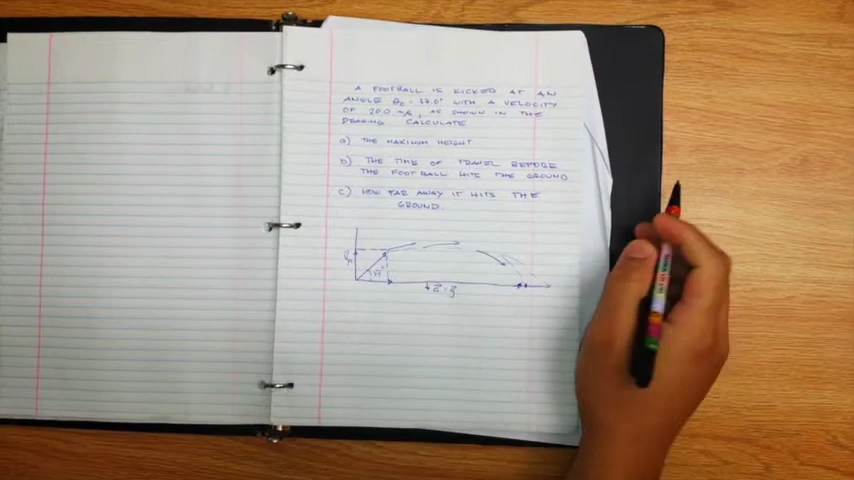 A FOOTBALL IS KICKED AT AN
ANGLE θ₀ = 37.0° WITH A VELOCITY
OF 20.0 m/s, AS SHOWN IN THE
DRAWING CALCULATE
a) THE MAXIMUM HEIGHT
b) THE TIME OF TRAVEL BEFORE
THE FOOTBALL HITS THE GROUND
c) HOW FAR AWAY IT HITS THE
GROUND.
37°